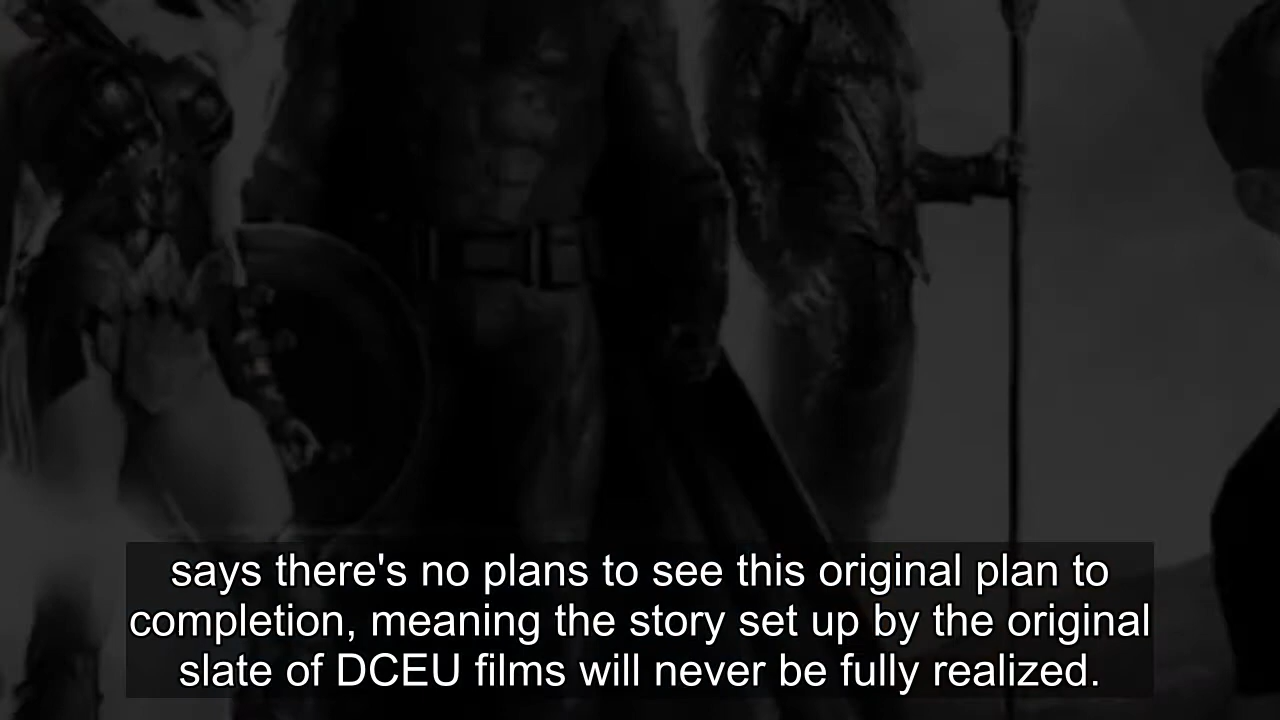 says there's no plans to see this original plan to
completion, meaning the story set up by the original
slate of DCEU films will never be fully realized.